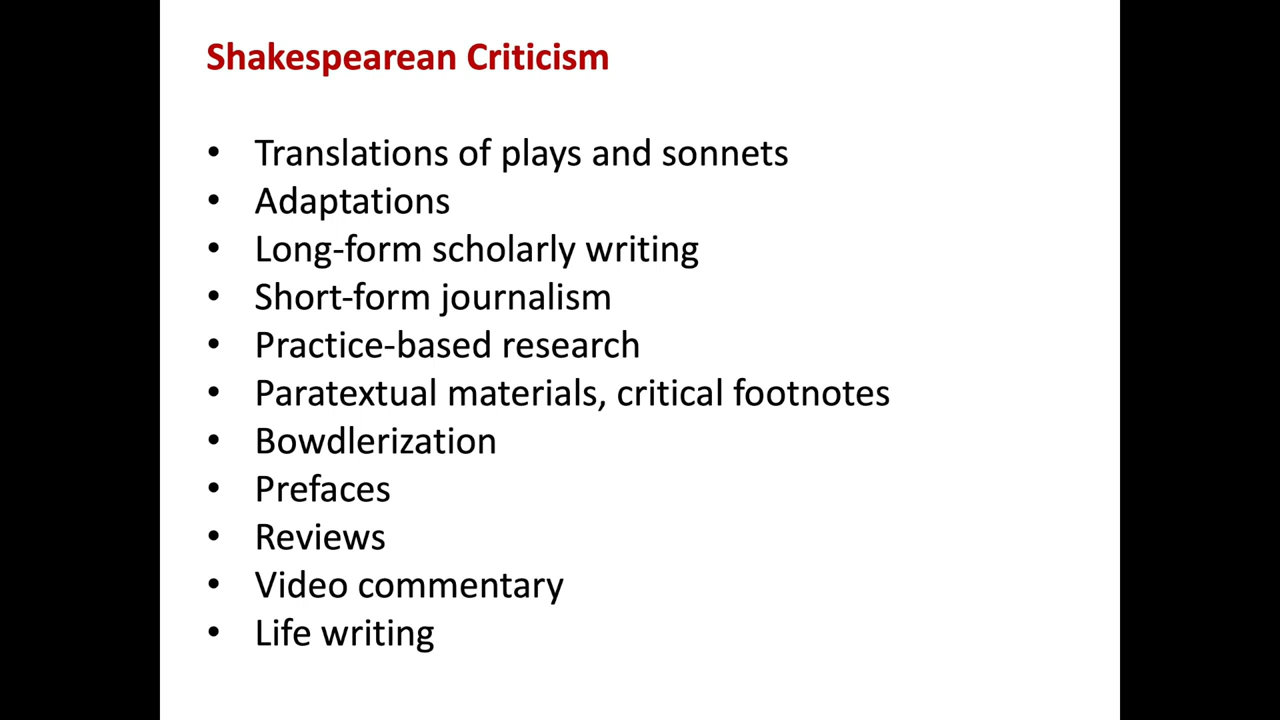 Shakespearean Criticism
• Translations of plays and sonnets
• Adaptations
• Long-form scholarly writing
• Short-form journalism
• Practice-based research
• Paratextual materials, critical footnotes
• Bowdlerization
• Prefaces
• Reviews
• Video commentary
• Life writing